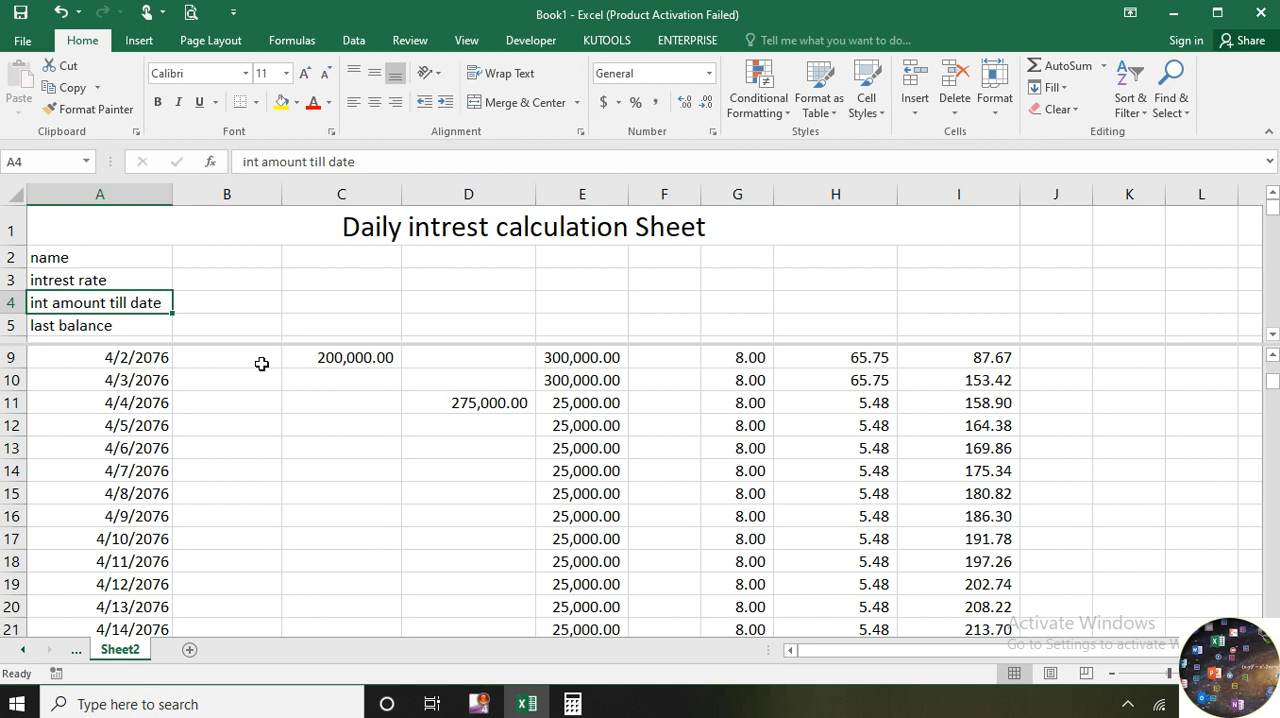 Book1 - Excel (Product Activation Failed)
File Home Insert Page Layout Formulas Data Review View Developer KUTOOLS ENTERPRISE Tell me what you want to do... Sign in Share
Paste Cut Copy Format Painter Clipboard
Calibri 11 B I U A Font
Wrap Text Merge & Center Alignment
General $ % , Number
Conditional Formatting Format as Table Cell Styles Styles
Insert Delete Format Cells
AutoSum Fill Clear Sort & Filter Find & Select Editing
A4 fx int amount till date
A B C D E F G H I J K L
1 Daily intrest calculation Sheet
2 name
3 intrest rate
4 int amount till date
5 last balance
9 4/2/2076 200,000.00 300,000.00 8.00 65.75 87.67
10 4/3/2076 300,000.00 8.00 65.75 153.42
11 4/4/2076 275,000.00 25,000.00 8.00 5.48 158.90
12 4/5/2076 25,000.00 8.00 5.48 164.38
13 4/6/2076 25,000.00 8.00 5.48 169.86
14 4/7/2076 25,000.00 8.00 5.48 175.34
15 4/8/2076 25,000.00 8.00 5.48 180.82
16 4/9/2076 25,000.00 8.00 5.48 186.30
17 4/10/2076 25,000.00 8.00 5.48 191.78
18 4/11/2076 25,000.00 8.00 5.48 197.26
19 4/12/2076 25,000.00 8.00 5.48 202.74
20 4/13/2076 25,000.00 8.00 5.48 208.22
21 4/14/2076 25,000.00 8.00 5.48 213.70
Activate Windows
Go to Settings to activate W
... Sheet2
Ready
Type here to search